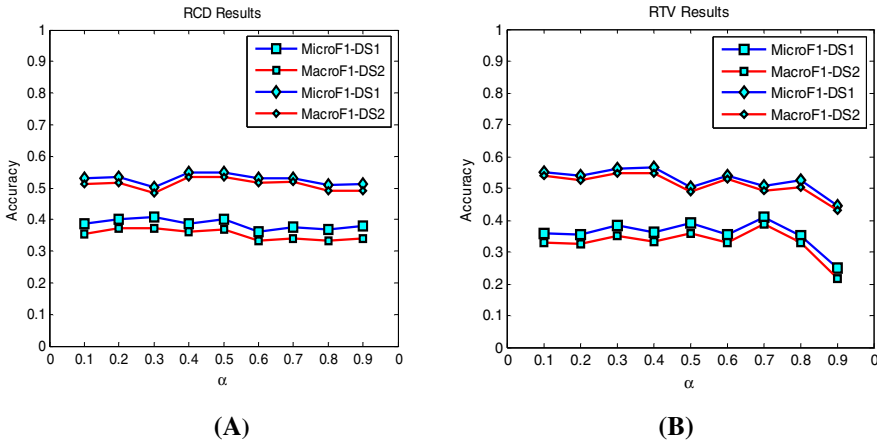 RCD Results
1
0.9
0.8
0.7
0.6
0.5
0.4
0.3
0.2
0.1
0
Accuracy
MicroF1-DS1
MacroF1-DS2
MicroF1-DS1
MacroF1-DS2
0 0.1 0.2 0.3 0.4 0.5 0.6 0.7 0.8 0.9 0
α
(A)
RTV Results
1
0.9
0.8
0.7
0.6
0.5
0.4
0.3
0.2
0.1
0
Accuracy
MicroF1-DS1
MacroF1-DS2
MicroF1-DS1
MacroF1-DS2
0 0.1 0.2 0.3 0.4 0.5 0.6 0.7 0.8 0.9 0
α
(B)